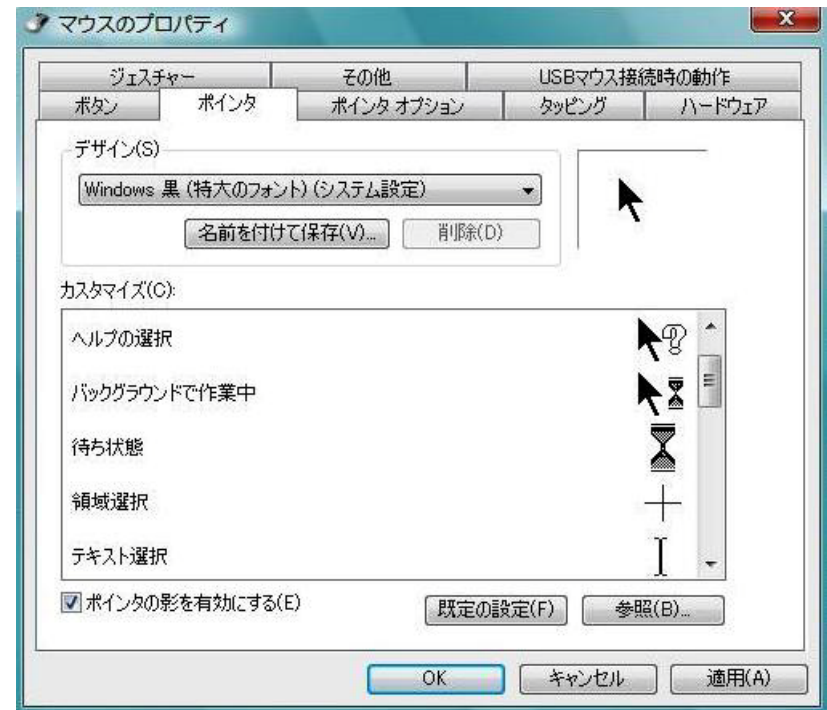 マウスのプロパティ
ジェスチャー その他 USBマウス接続時の動作
ボタン ポインタ ポインタ オプション タッピング ハードウェア
デザイン(S)
Windows 黒 (特大のフォント) (システム設定)
名前を付けて保存(V)... 削除(D)
カスタマイズ(C):
ヘルプの選択
バックグラウンドで作業中
待ち状態
領域選択
テキスト選択
ポインタの影を有効にする(E)
既定の設定(F) 参照(B)...
OK キャンセル 適用(A)